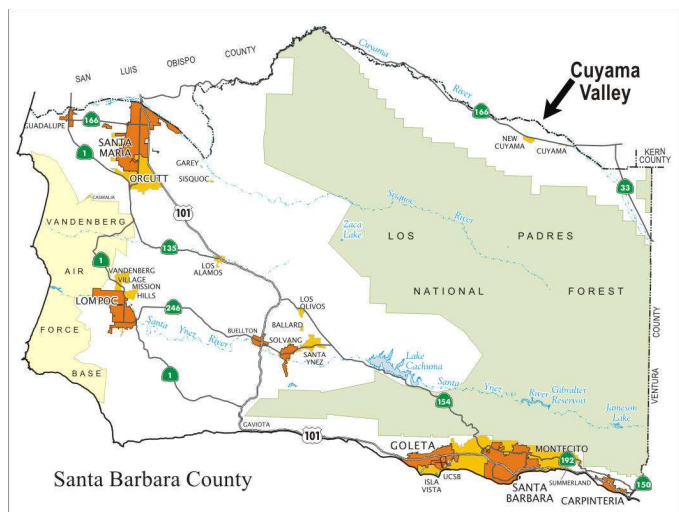 SAN LUIS OBISPO COUNTY
Cuyama River
Cuyama
Valley
166
GUADALUPE
166
SANTA
MARIA
1
ORCUTT
GAREY
SISQUOC
NEW
CUYAMA
CUYAMA
KERN
COUNTY
33
CASMALIA
VANDENBERG
101
Sisquoc River
Zaca
Lake
LOS PADRES
135
LOS
ALAMOS
AIR
1
VANDENBERG
VILLAGE
MISSION
HILLS
NATIONAL FOREST
LOMPOC
246
LOS
OLIVOS
FORCE
Santa Ynez River
BUELLTON
BALLARD
SOLVANG
SANTA
YNEZ
VENTURA COUNTY
BASE
1
Lake
Cachuma
Santa Ynez River
Gibralter
Reservoir
Jameson
Lake
154
GAVIOTA
101
GOLETA
MONTECITO
192
Santa Barbara County
ISLA
VISTA
UCSB
SANTA
BARBARA
SUMMERLAND
CARPINTERIA
150